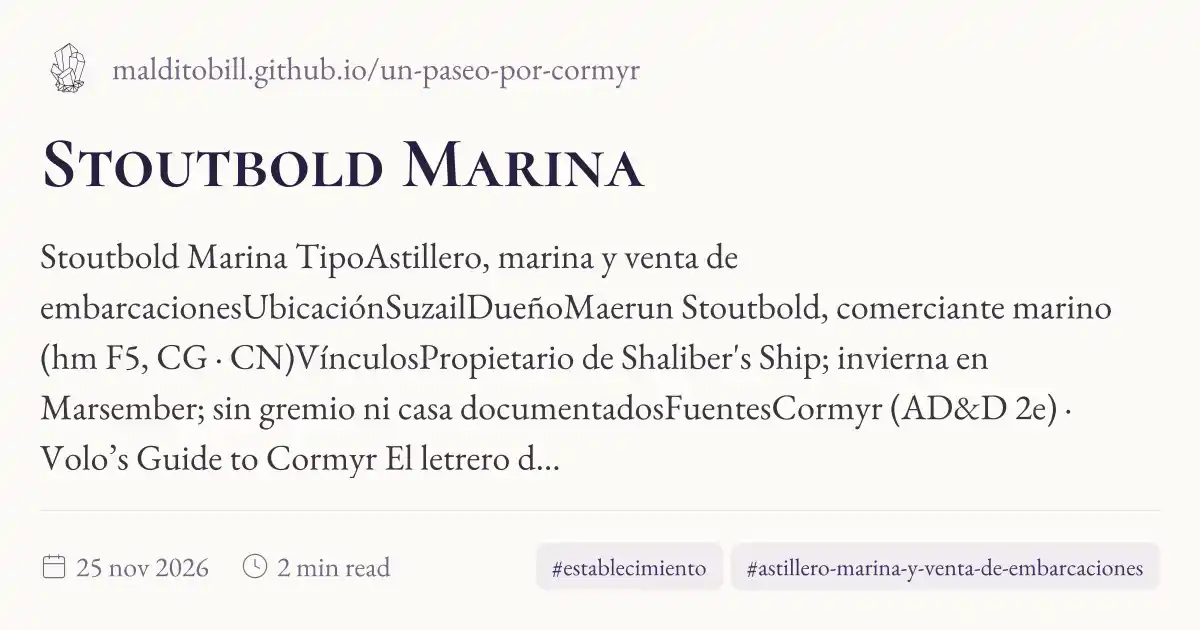 malditobill.github.io/un-paseo-por-cormyr
Stoutbold Marina
Stoutbold Marina TipoAstillero, marina y venta de
embarcacionesUbicaciónSuzailDueñoMaerun Stoutbold, comerciante marino
(hm F5, CG · CN)VínculosPropietario de Shaliber's Ship; invierna en
Marsember; sin gremio ni casa documentadosFuentesCormyr (AD&D 2e) ·
Volo’s Guide to Cormyr El letrero d...
25 nov 2026 2 min read #establecimiento #astillero-marina-y-venta-de-embarcaciones